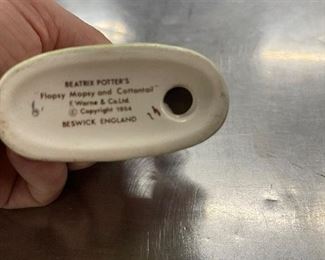 BEATRIX POTTER'S
"Flopsy Mopsy and Cottontail"
F. Warne & Co. Ltd.
© Copyright 1954
BESWICK ENGLAND